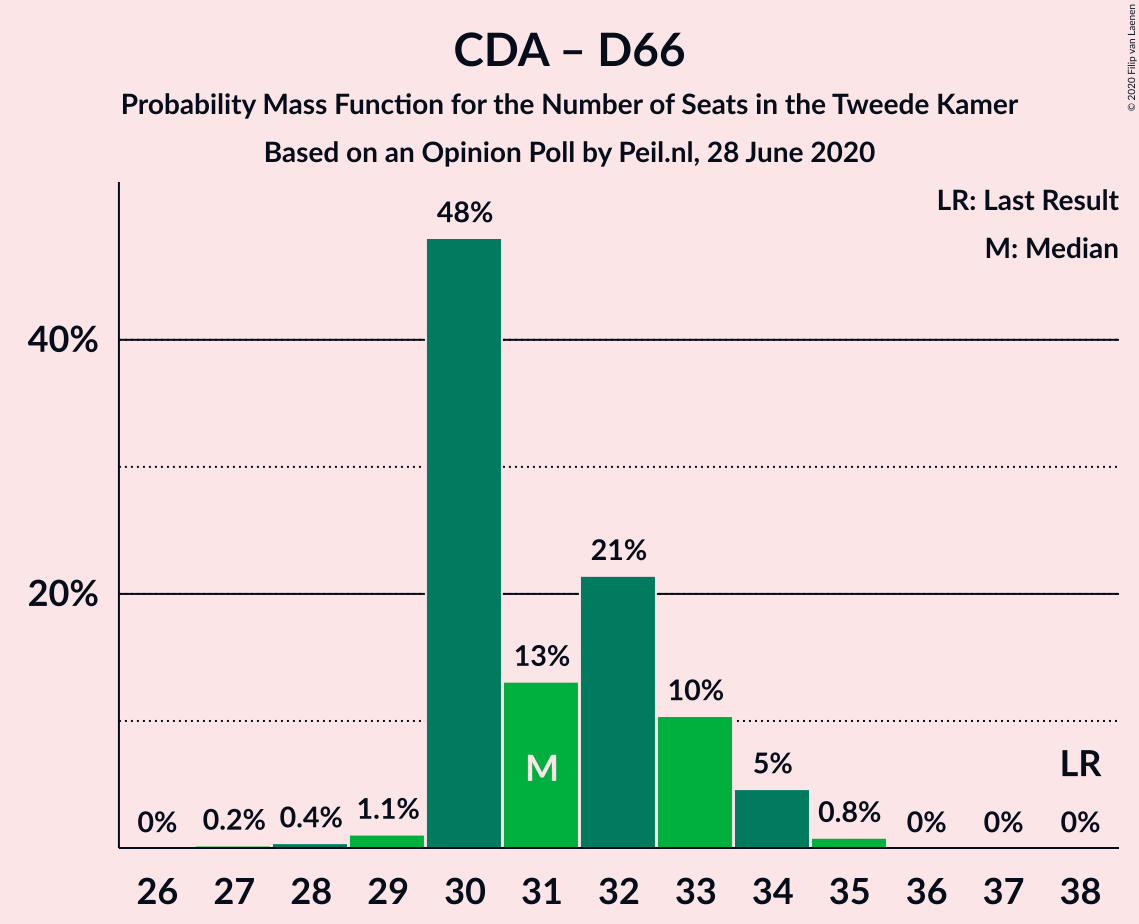 CDA – D66
Probability Mass Function for the Number of Seats in the Tweede Kamer
Based on an Opinion Poll by Peil.nl, 28 June 2020
© 2020 Filip van Laenen
LR: Last Result
M: Median
48%
40%
21%
20%
13%
10%
M
5%
LR
0%
0.2%
0.4%
1.1%
0.8%
0%
0%
0%
26 27 28 29 30 31 32 33 34 35 36 37 38